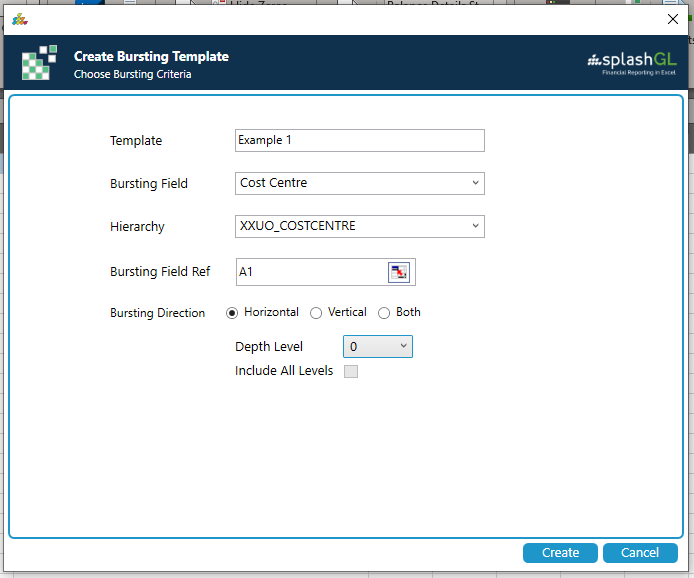 Create Bursting Template
Choose Bursting Criteria
splashGL
Financial Reporting in Excel.
Template Example 1
Bursting Field Cost Centre
Hierarchy XXUO_COSTCENTRE
Bursting Field Ref A1
Bursting Direction Horizontal Vertical Both
Depth Level 0
Include All Levels
Create Cancel